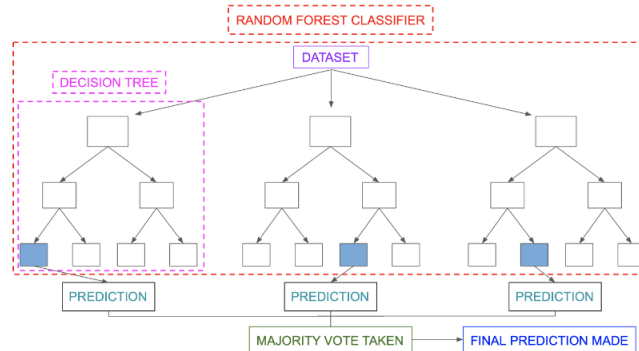 RANDOM FOREST CLASSIFIER
DATASET
DECISION TREE
PREDICTION
PREDICTION
PREDICTION
MAJORITY VOTE TAKEN
FINAL PREDICTION MADE